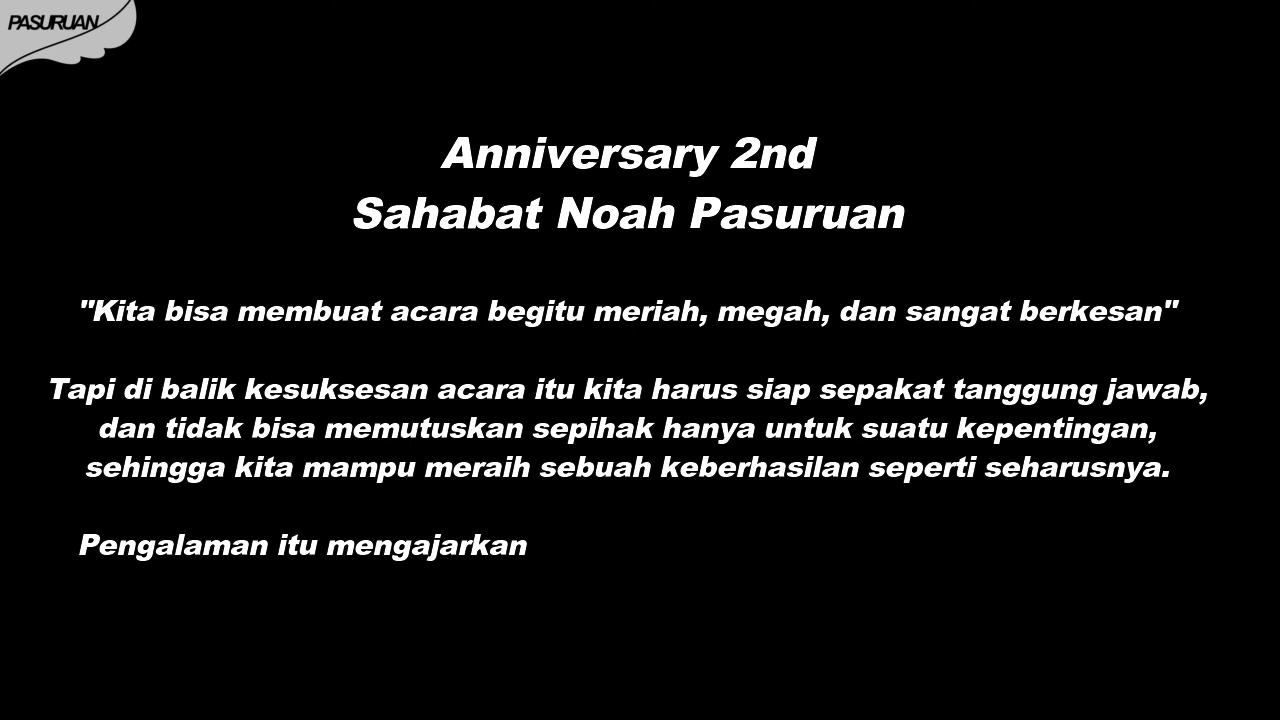 PASURUAN
Anniversary 2nd
Sahabat Noah Pasuruan
"Kita bisa membuat acara begitu meriah, megah, dan sangat berkesan"
Tapi di balik kesuksesan acara itu kita harus siap sepakat tanggung jawab,
dan tidak bisa memutuskan sepihak hanya untuk suatu kepentingan,
sehingga kita mampu meraih sebuah keberhasilan seperti seharusnya.
Pengalaman itu mengajarkan